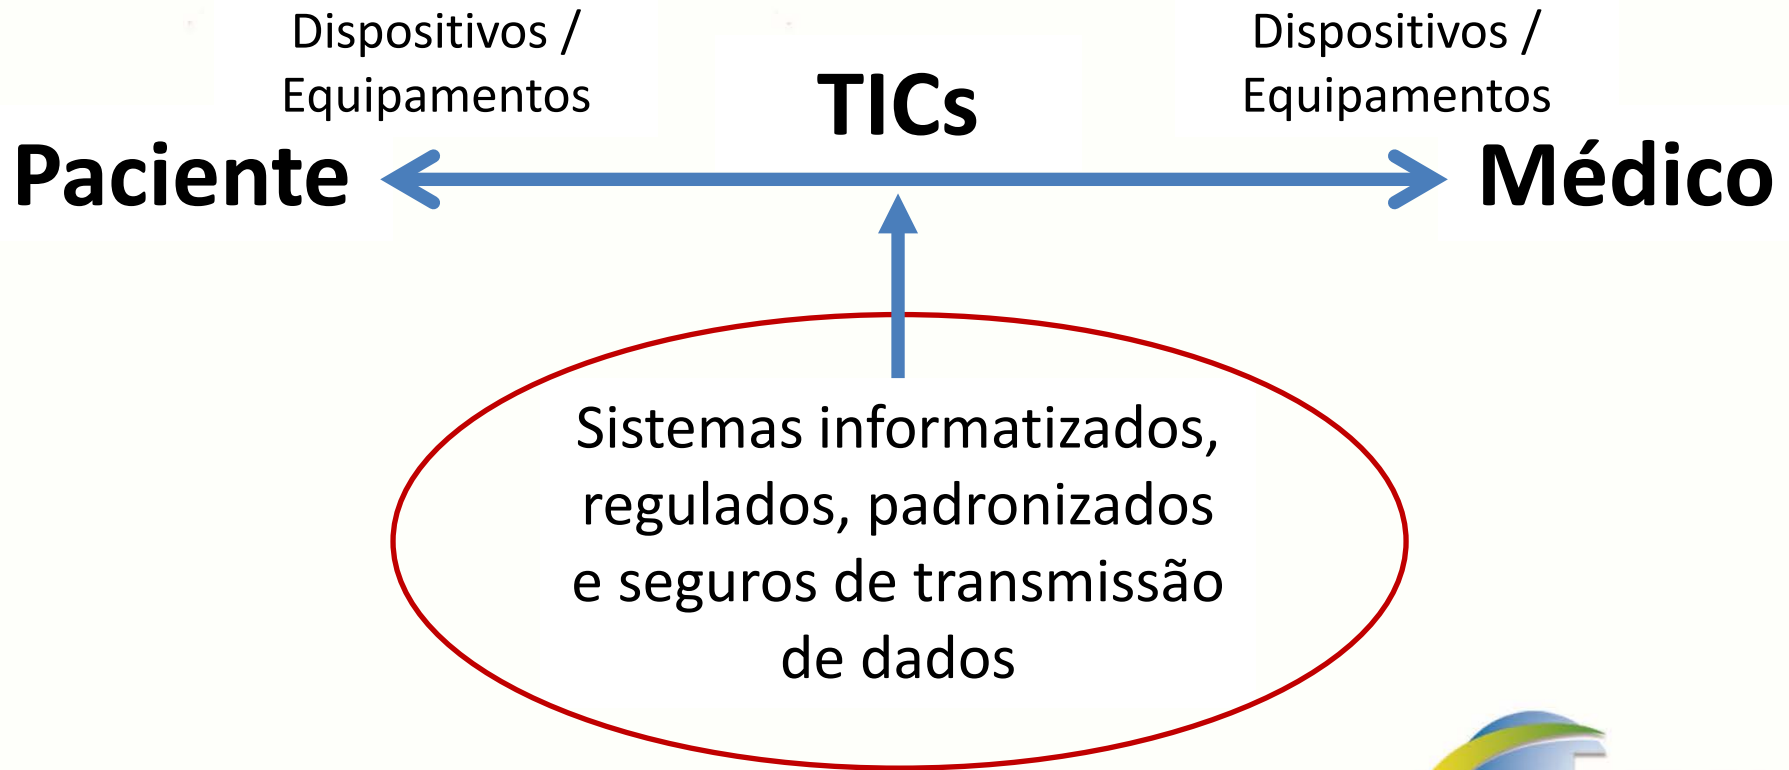 Dispositivos /
Equipamentos
TICs
Dispositivos /
Equipamentos
Paciente
Médico
Sistemas informatizados,
regulados, padronizados
e seguros de transmissão
de dados